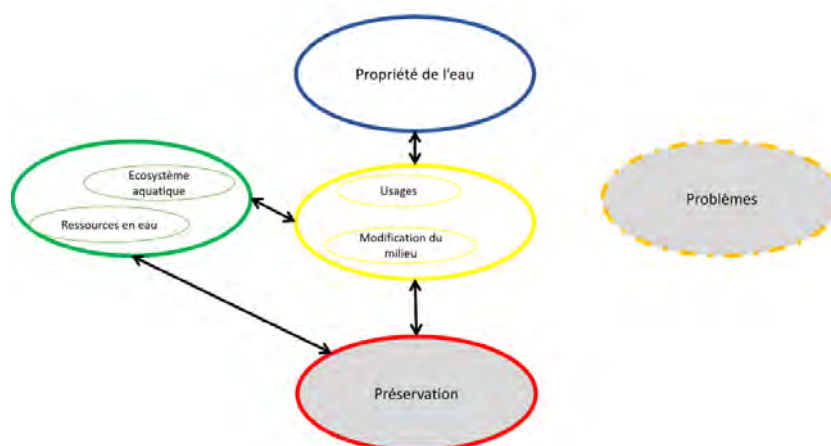 Propriété de l'eau
Ecosystème
aquatique
Ressources en eau
Usages
Modification du
milieu
Problèmes
Préservation